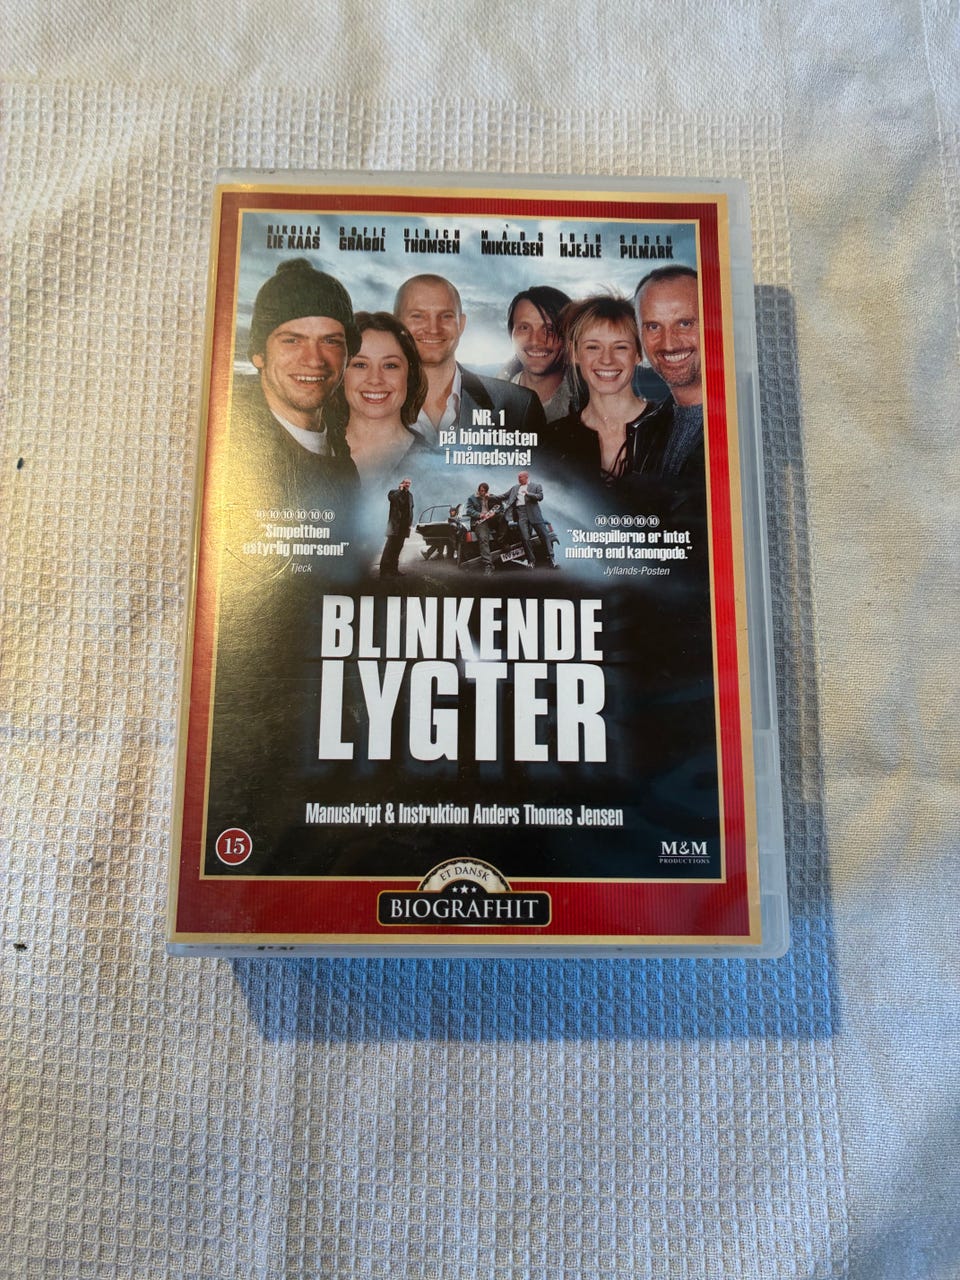 NIKOLAJ SOFIE ULRICH MADS IBEN SØREN
LIE KAAS GRÅBØL THOMSEN MIKKELSEN HJEJLE PILMARK
NR. 1
på biohitlisten
i månedsvis!
"Simpelthen
estyrlig morsom!"
Tjeck
"Skuespillerne er intet
mindre end kanongode."
Jyllands-Posten
BLINKENDE
LYGTER
Manuskript & Instruktion Anders Thomas Jensen
15
M&M
PRODUCTIONS
ET DANSK
BIOGRAFHIT